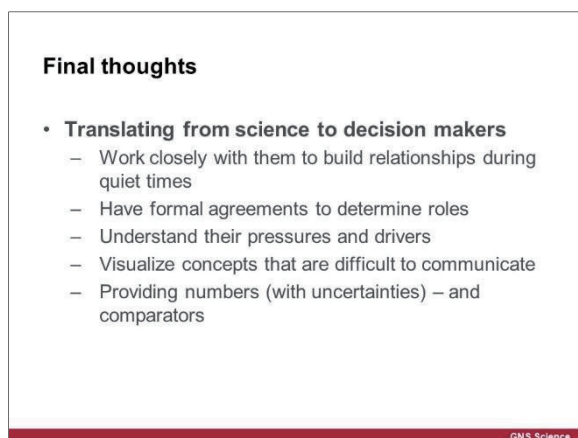 Final thoughts
• Translating from science to decision makers
– Work closely with them to build relationships during
quiet times
– Have formal agreements to determine roles
– Understand their pressures and drivers
– Visualize concepts that are difficult to communicate
– Providing numbers (with uncertainties) – and
comparators
GNS Science